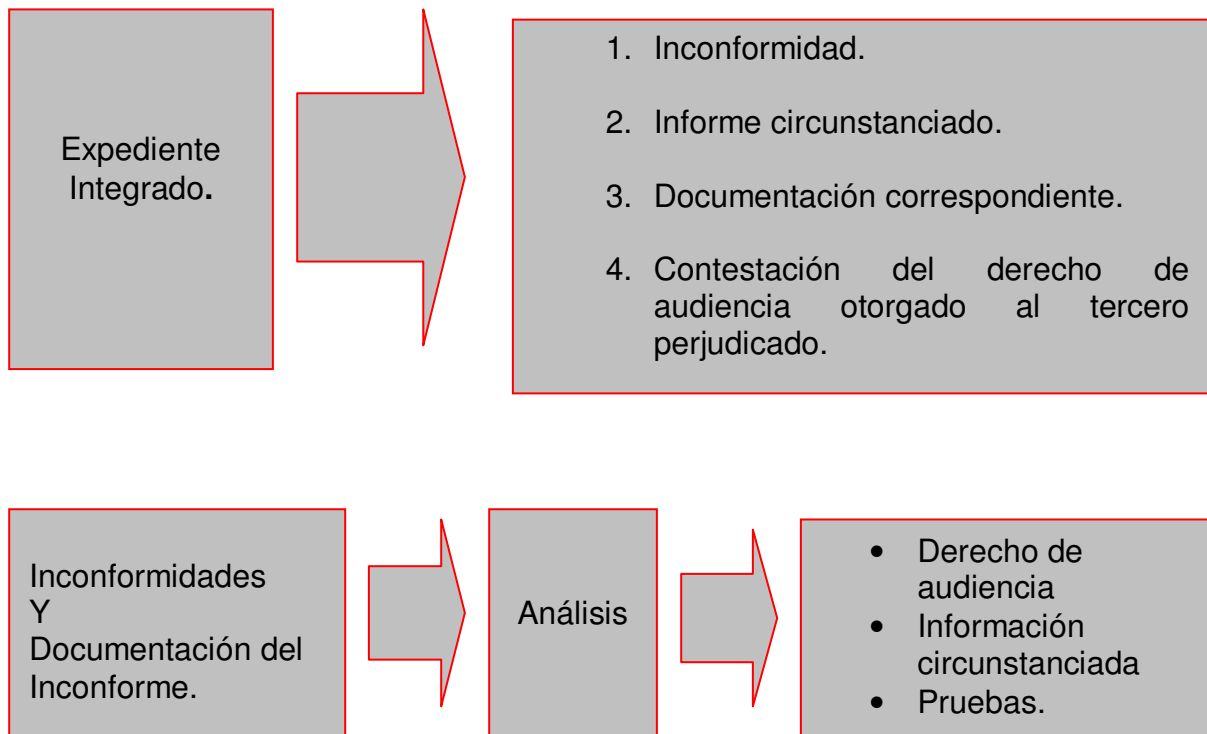 Expediente
Integrado.
1. Inconformidad.
2. Informe circunstanciado.
3. Documentación correspondiente.
4. Contestación del derecho de
audiencia otorgado al tercero
perjudicado.
Inconformidades
Y
Documentación del
Inconforme.
Análisis
• Derecho de
audiencia
• Información
circunstanciada
• Pruebas.